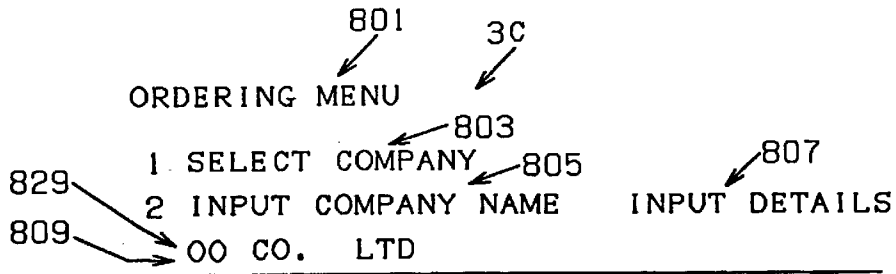 801
3C
ORDERING MENU
803
1 SELECT COMPANY
805
807
829
2 INPUT COMPANY NAME INPUT DETAILS
809
OO CO. LTD